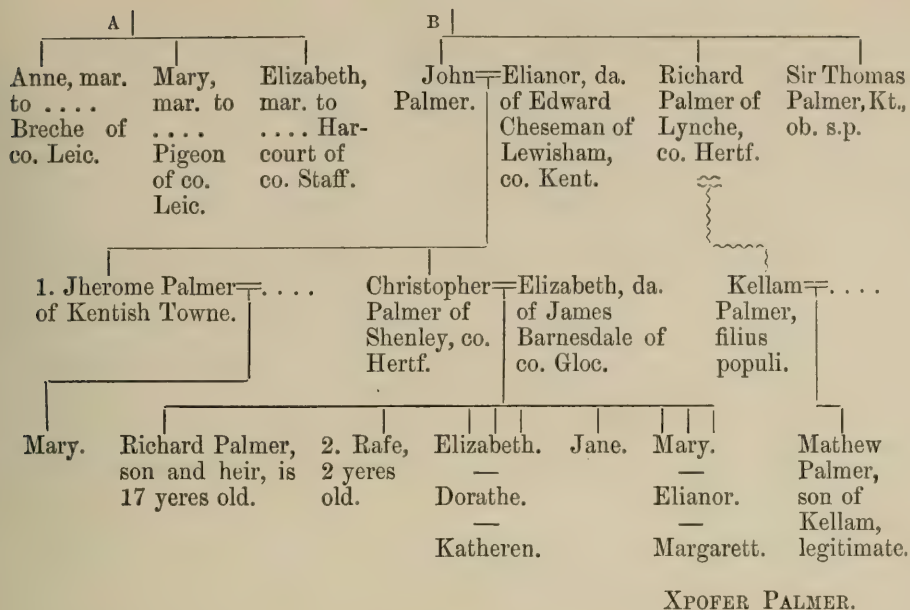 A
B
Anne, mar.
to . . . .
Breche of
co. Leic.
Mary,
mar. to
. . . .
Pigeon
of co.
Leic.
Elizabeth,
mar. to
. . . . Har-
court of
co. Staff.
John
Palmer.
Elianor, da.
of Edward
Cheseman of
Lewisham,
co. Kent.
Richard
Palmer of
Lynche,
co. Hertf.
Sir Thomas
Palmer, Kt.,
ob. s.p.
1. Jherome Palmer
of Kentish Towne.
. . . .
Christopher
Palmer of
Shenley, co.
Hertf.
Elizabeth, da.
of James
Barnesdale of
co. Gloc.
Kellam
Palmer,
filius
populi.
. . . .
Mary.
Richard Palmer,
son and heir, is
17 yeres old.
2. Rafe,
2 yeres
old.
Elizabeth.
—
Dorathe.
—
Katheren.
Jane.
Mary.
—
Elianor.
—
Margarett.
Mathew
Palmer,
son of
Kellam,
legitimate.
XPOFER PALMER.